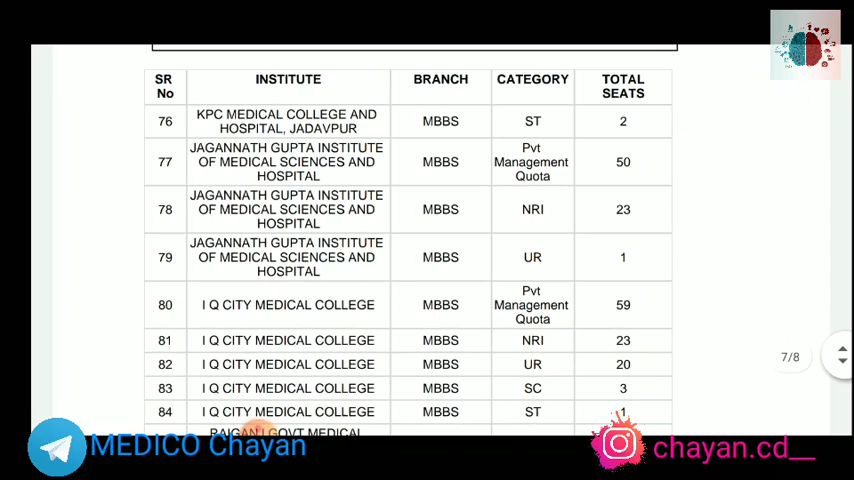 SR No INSTITUTE BRANCH CATEGORY TOTAL SEATS
76 KPC MEDICAL COLLEGE AND HOSPITAL, JADAVPUR MBBS ST 2
77 JAGANNATH GUPTA INSTITUTE OF MEDICAL SCIENCES AND HOSPITAL MBBS Pvt Management Quota 50
78 JAGANNATH GUPTA INSTITUTE OF MEDICAL SCIENCES AND HOSPITAL MBBS NRI 23
79 JAGANNATH GUPTA INSTITUTE OF MEDICAL SCIENCES AND HOSPITAL MBBS UR 1
80 I Q CITY MEDICAL COLLEGE MBBS Pvt Management Quota 59
81 I Q CITY MEDICAL COLLEGE MBBS NRI 23
82 I Q CITY MEDICAL COLLEGE MBBS UR 20
83 I Q CITY MEDICAL COLLEGE MBBS SC 3
84 I Q CITY MEDICAL COLLEGE MBBS ST 1
GOVT MEDICAL
7/8
MEDICO Chayan
chayan.cd__